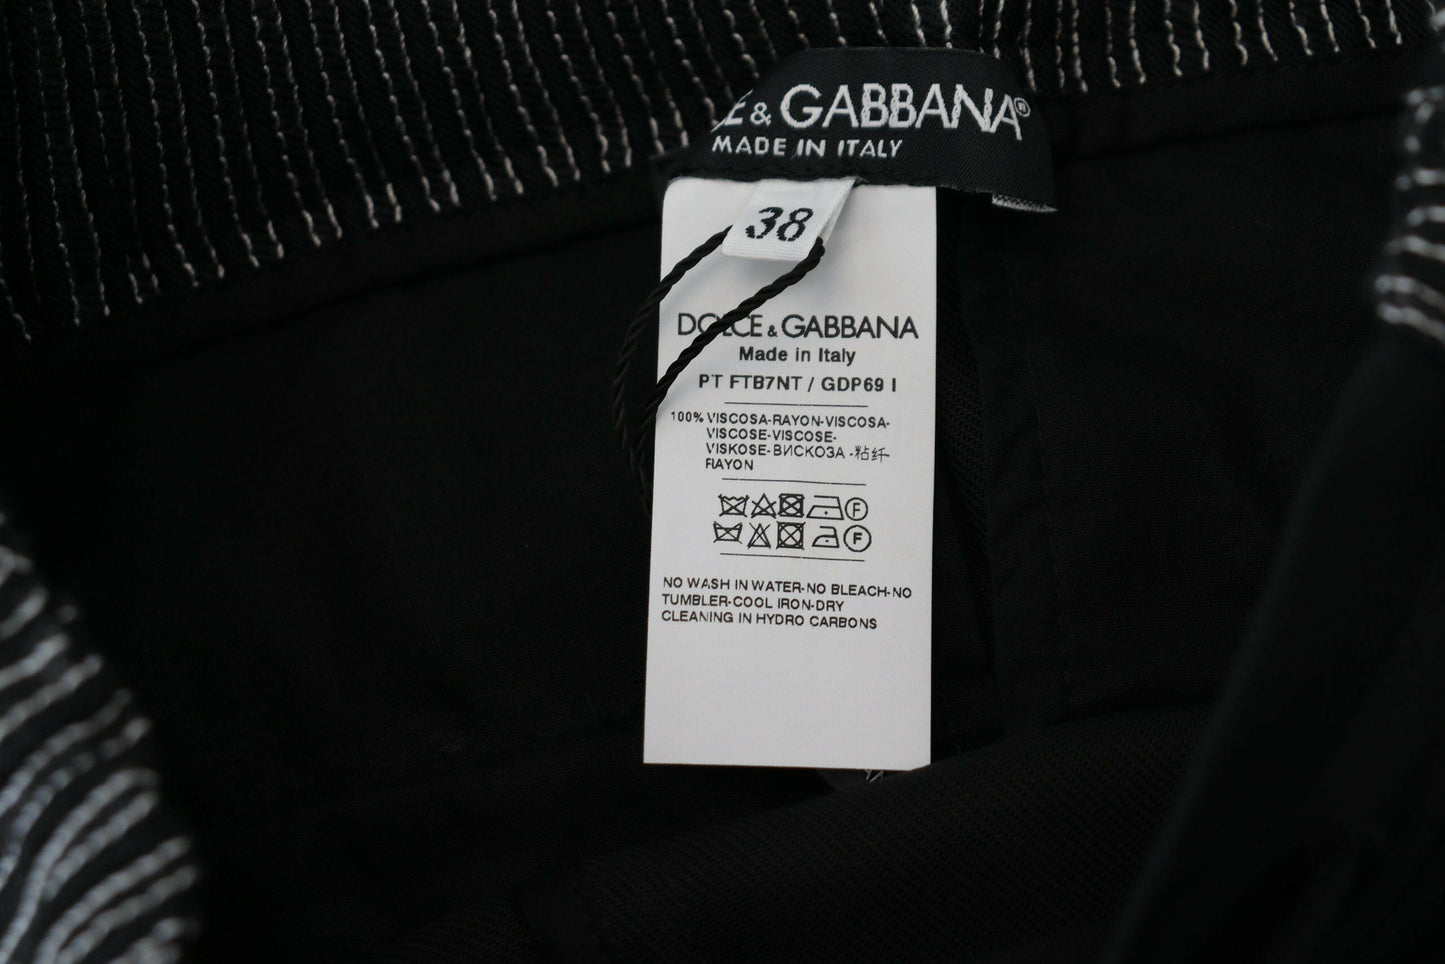 E & GABBANA®
MADE IN ITALY
38
DOLCE & GABBANA
Made in Italy
PT FTB7NT / GDP69 I
100% VISCOSA-RAYON-VISCOSA-
VISCOSE-VISCOSE-
VISKOSE-ВИСКОЗА -粘纤-
RAYON
F
F
NO WASH IN WATER-NO BLEACH-NO
TUMBLER-COOL IRON-DRY
CLEANING IN HYDRO CARBONS